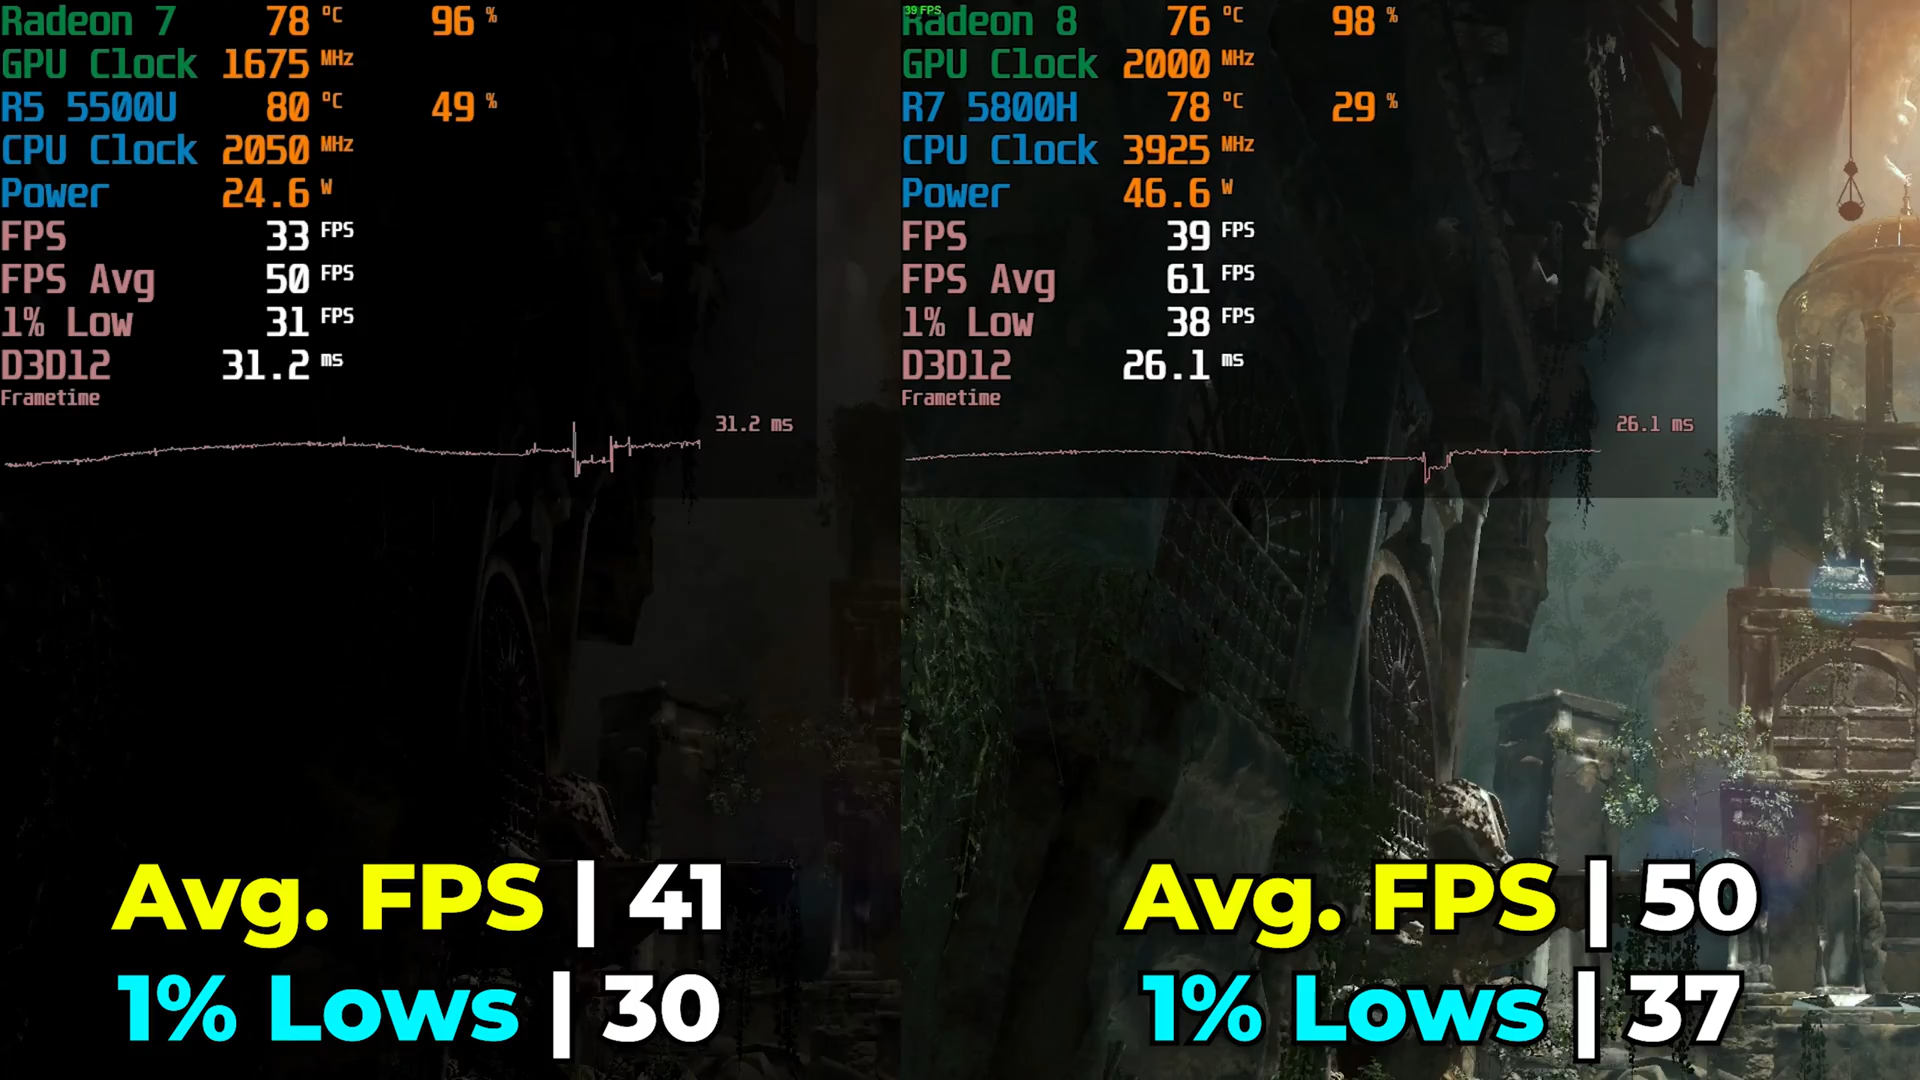 Radeon 7 78 °C 96 %
GPU Clock 1675 MHz
R5 5500U 80 °C 49 %
CPU Clock 2050 MHz
Power 24.6 W
FPS 33 FPS
FPS Avg 50 FPS
1% Low 31 FPS
D3D12 31.2 ms
Frametime
31.2 ms
Avg. FPS | 41
1% Lows | 30
39 FPS
Radeon 8 76 °C 98 %
GPU Clock 2000 MHz
R7 5800H 78 °C 29 %
CPU Clock 3925 MHz
Power 46.6 W
FPS 39 FPS
FPS Avg 61 FPS
1% Low 38 FPS
D3D12 26.1 ms
Frametime
26.1 ms
Avg. FPS | 50
1% Lows | 37